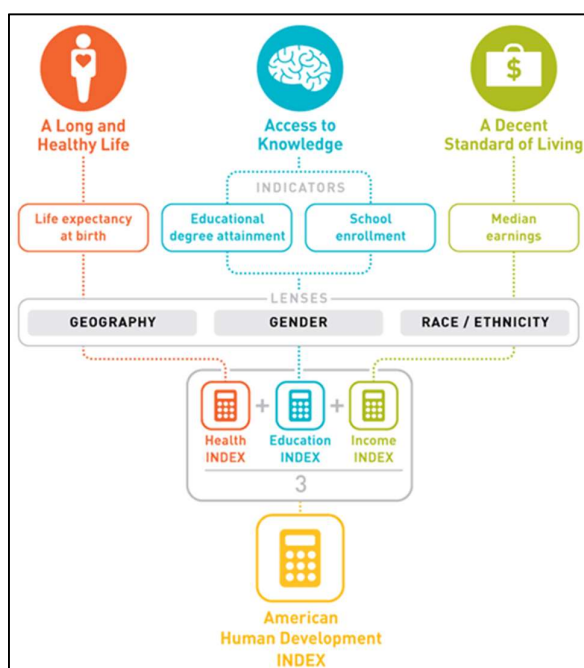 $
A Long and
Healthy Life
Access to
Knowledge
A Decent
Standard of Living
INDICATORS
Life expectancy
at birth
Educational
degree attainment
School
enrollment
Median
earnings
LENSES
GEOGRAPHY
GENDER
RACE / ETHNICITY
+
+
Health
INDEX
Education
INDEX
Income
INDEX
3
American
Human Development
INDEX